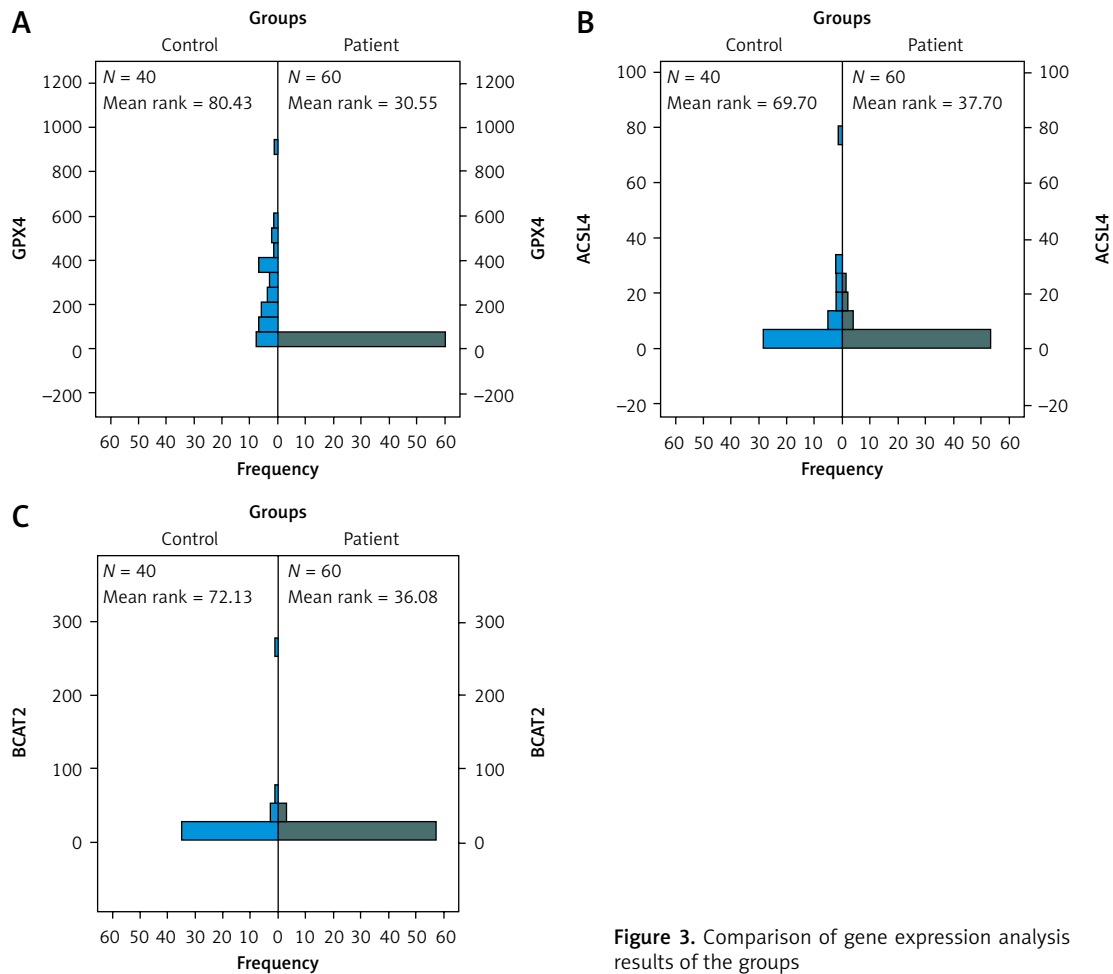 A
Groups
Control Patient
N = 40 N = 60
Mean rank = 80.43 Mean rank = 30.55
1200 1200
1000 1000
800 800
600 600
400 400
200 200
0 0
–200 –200
GPX4 GPX4
60 50 40 30 20 10 0 10 20 30 40 50 60
Frequency
B
Groups
Control Patient
N = 40 N = 60
Mean rank = 69.70 Mean rank = 37.70
100 100
80 80
60 60
40 40
20 20
0 0
–20 –20
ACSL4 ACSL4
60 50 40 30 20 10 0 10 20 30 40 50 60
Frequency
C
Groups
Control Patient
N = 40 N = 60
Mean rank = 72.13 Mean rank = 36.08
300 300
200 200
100 100
0 0
BCAT2 BCAT2
60 50 40 30 20 10 0 10 20 30 40 50 60
Frequency
Figure 3. Comparison of gene expression analysis
results of the groups